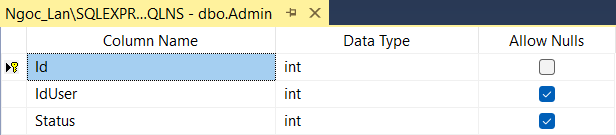 Ngoc_Lan\SQLEXPR...QLNS - dbo.Admin
Column Name Data Type Allow Nulls
Id int
IdUser int
Status int